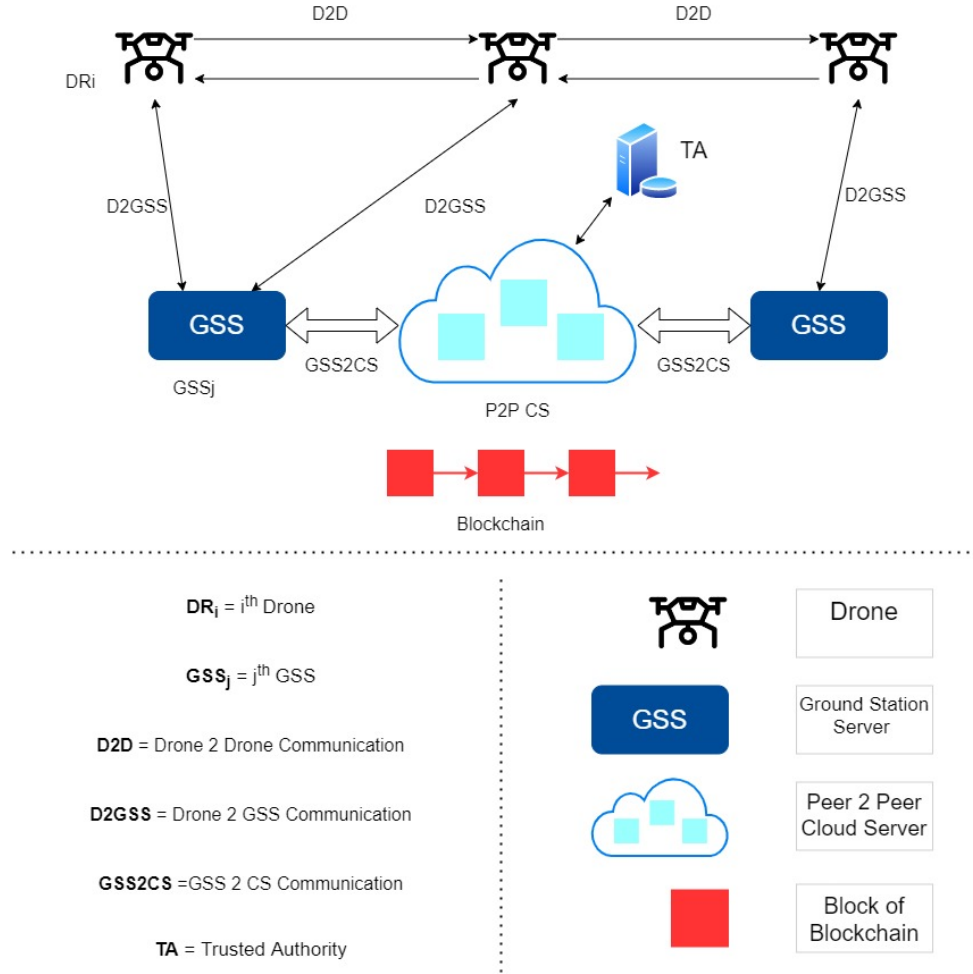 D2D
D2D
DRi
TA
D2GSS
D2GSS
D2GSS
GSS
GSS
GSS2CS
GSS2CS
GSSj
P2P CS
Blockchain
DRi = ith Drone
GSSj = jth GSS
D2D = Drone 2 Drone Communication
D2GSS = Drone 2 GSS Communication
GSS2CS =GSS 2 CS Communication
TA = Trusted Authority
Drone
GSS
Ground Station
Server
Peer 2 Peer
Cloud Server
Block of
Blockchain